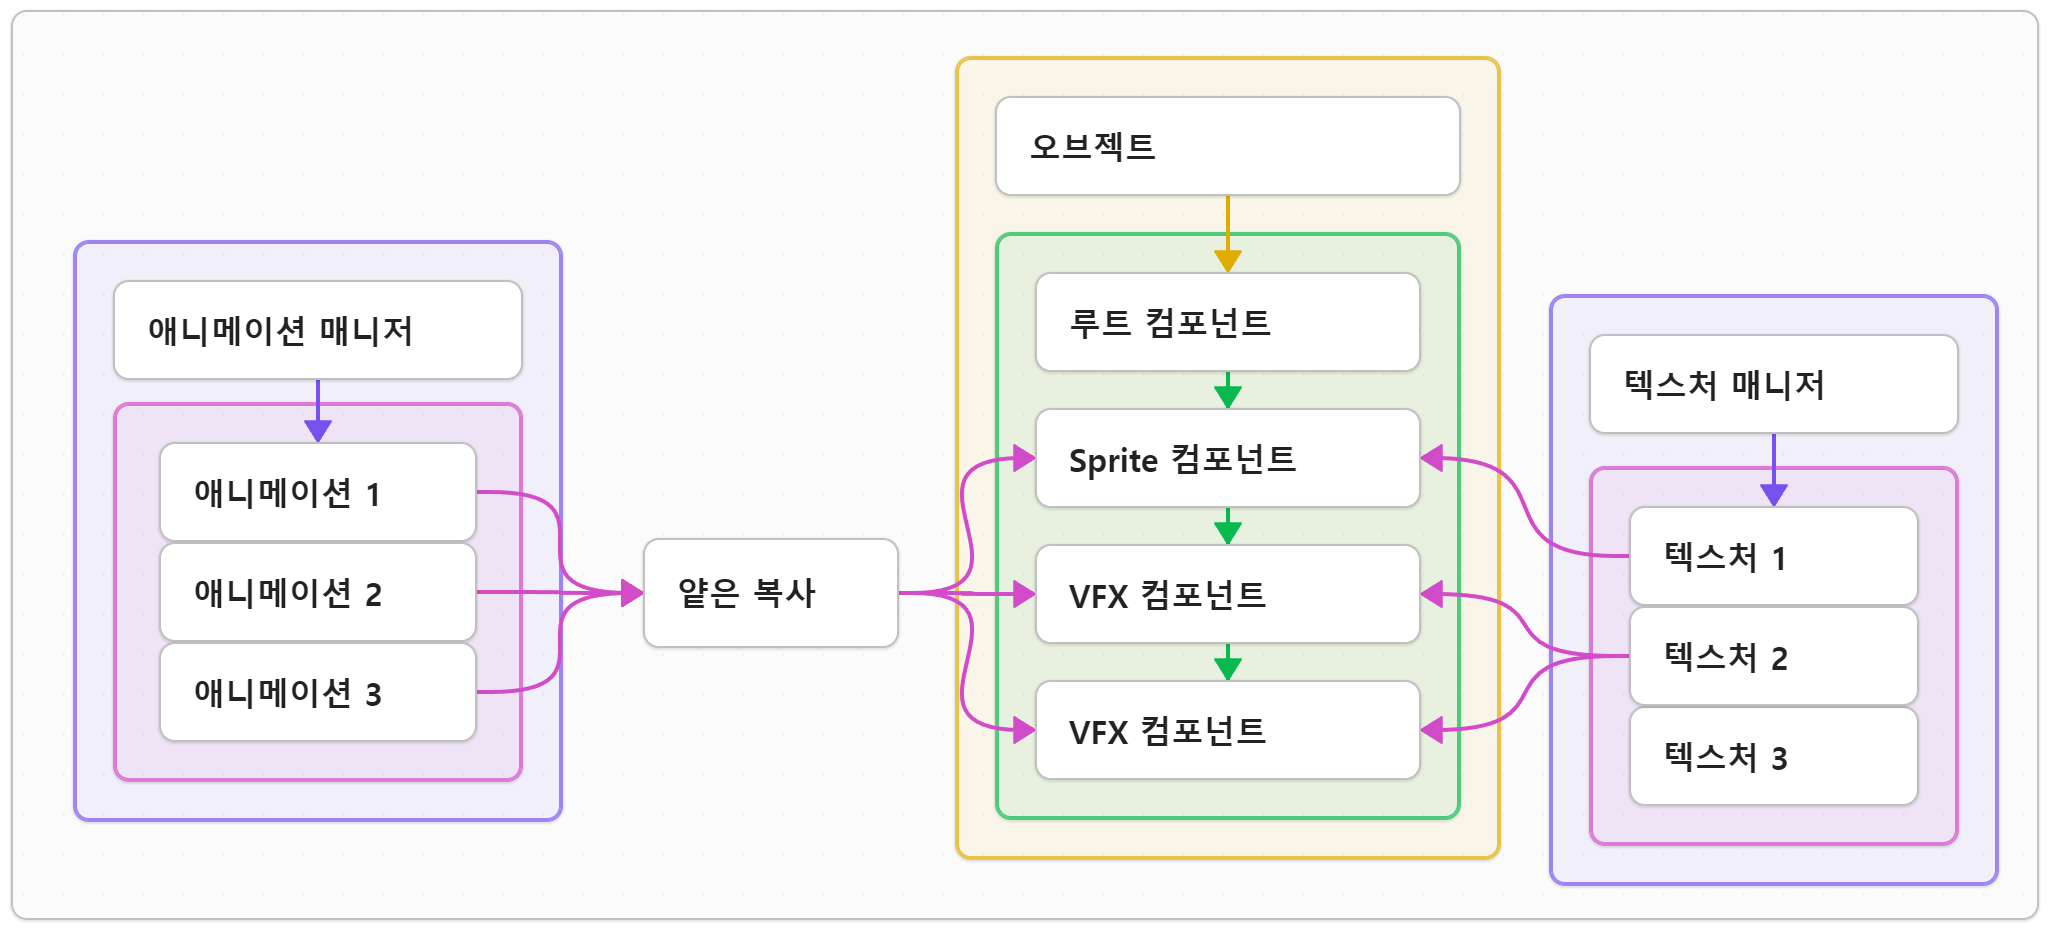 애니메이션 매니저
애니메이션 1
애니메이션 2
애니메이션 3
얕은 복사
오브젝트
루트 컴포넌트
Sprite 컴포넌트
VFX 컴포넌트
VFX 컴포넌트
텍스처 매니저
텍스처 1
텍스처 2
텍스처 3